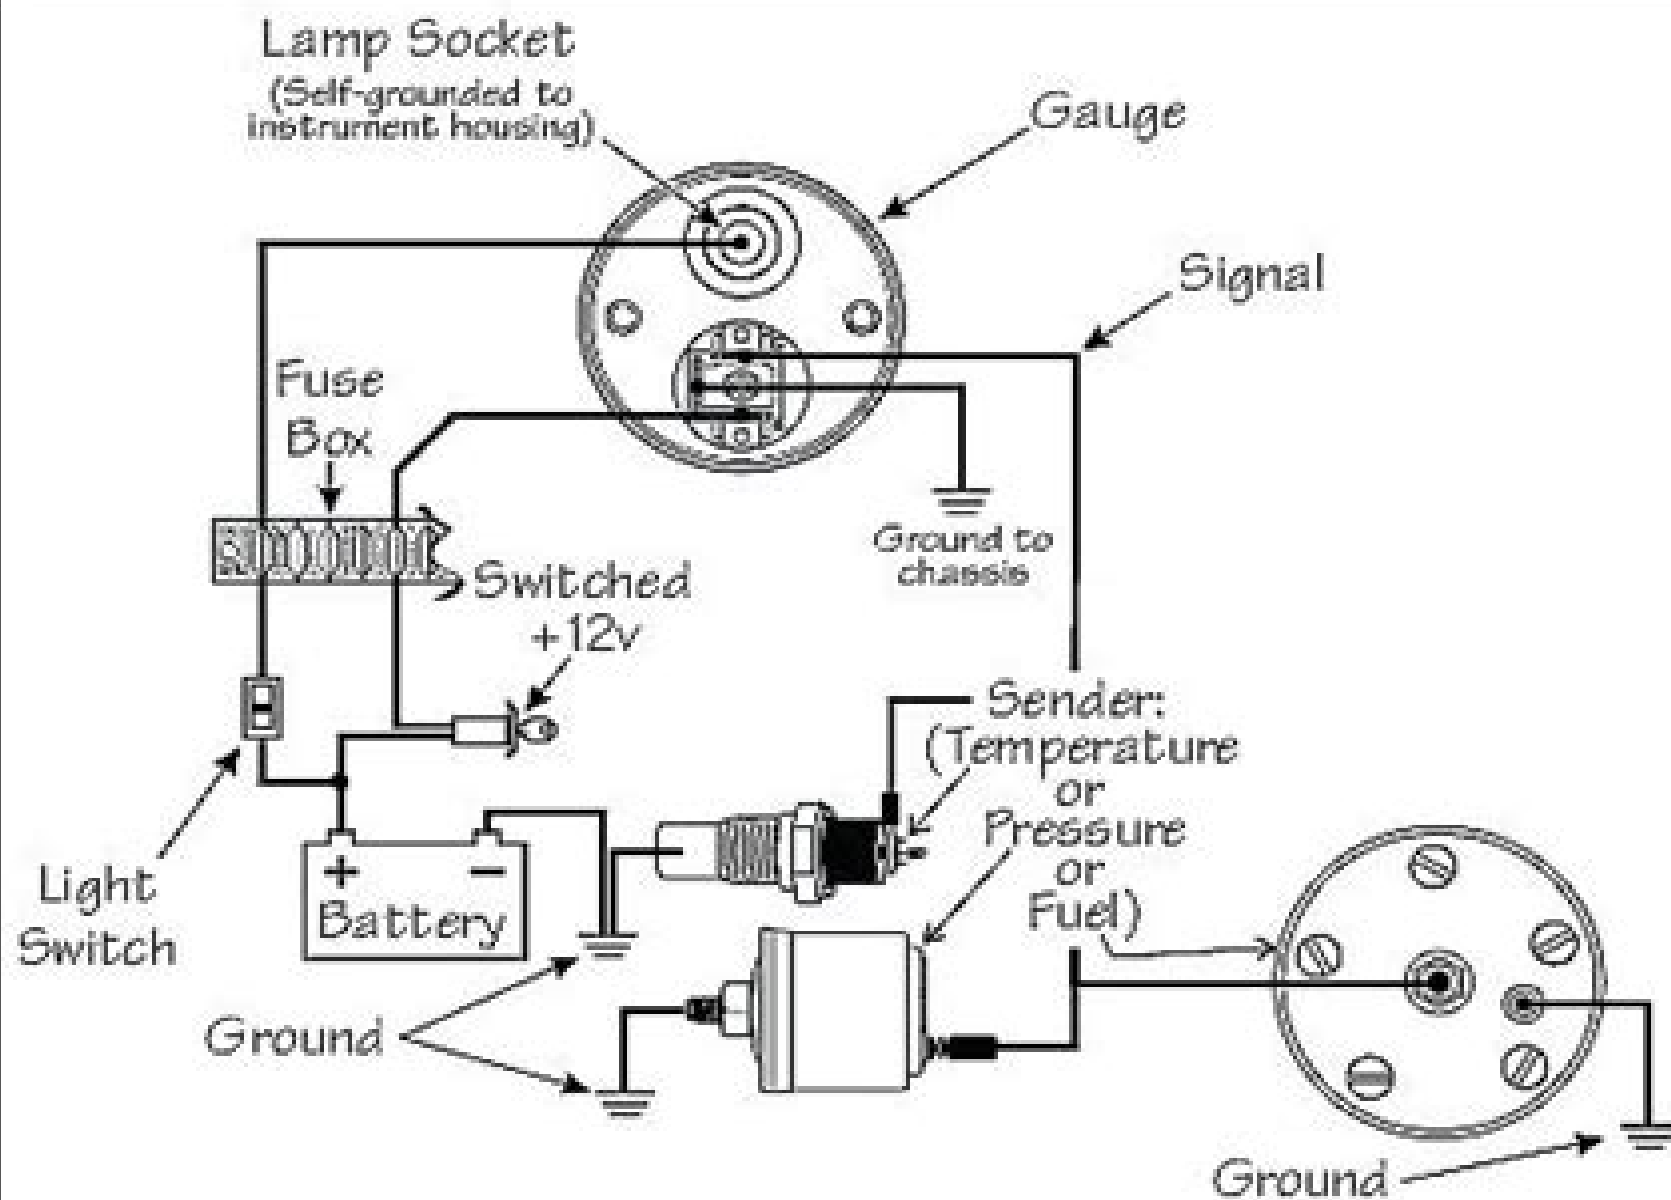 Lamp Socket
(Self-grounded to
instrument housing)
Gauge
Signal
Fuse
Box
Ground to
chassis
Switched
+12v
Sender:
(Temperature
or
Pressure
or
Fuel)
Light
Switch
+ −
Battery
Ground
Ground